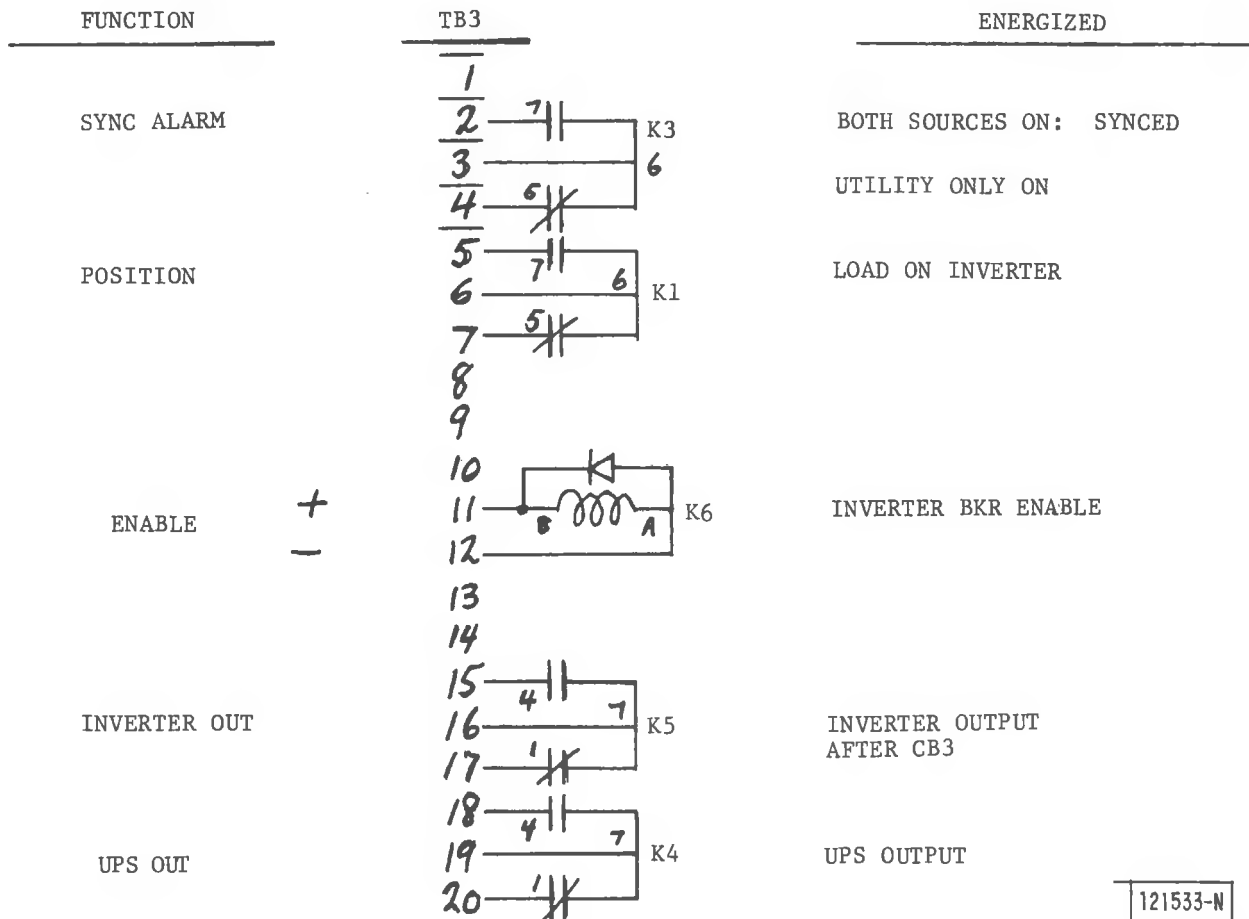 FUNCTION TB3 ENERGIZED
1
SYNC ALARM 2 7 K3 BOTH SOURCES ON: SYNCED
3 6
UTILITY ONLY ON
4
5
POSITION 7 LOAD ON INVERTER
6 6 K1
7 5
8
9
10
ENABLE + 11 B A K6 INVERTER BKR ENABLE
− 12
13
14
15 4
INVERTER OUT 16 7 K5 INVERTER OUTPUT
AFTER CB3
17 1
18 4
UPS OUT 19 7 K4 UPS OUTPUT
20 1
121533-N